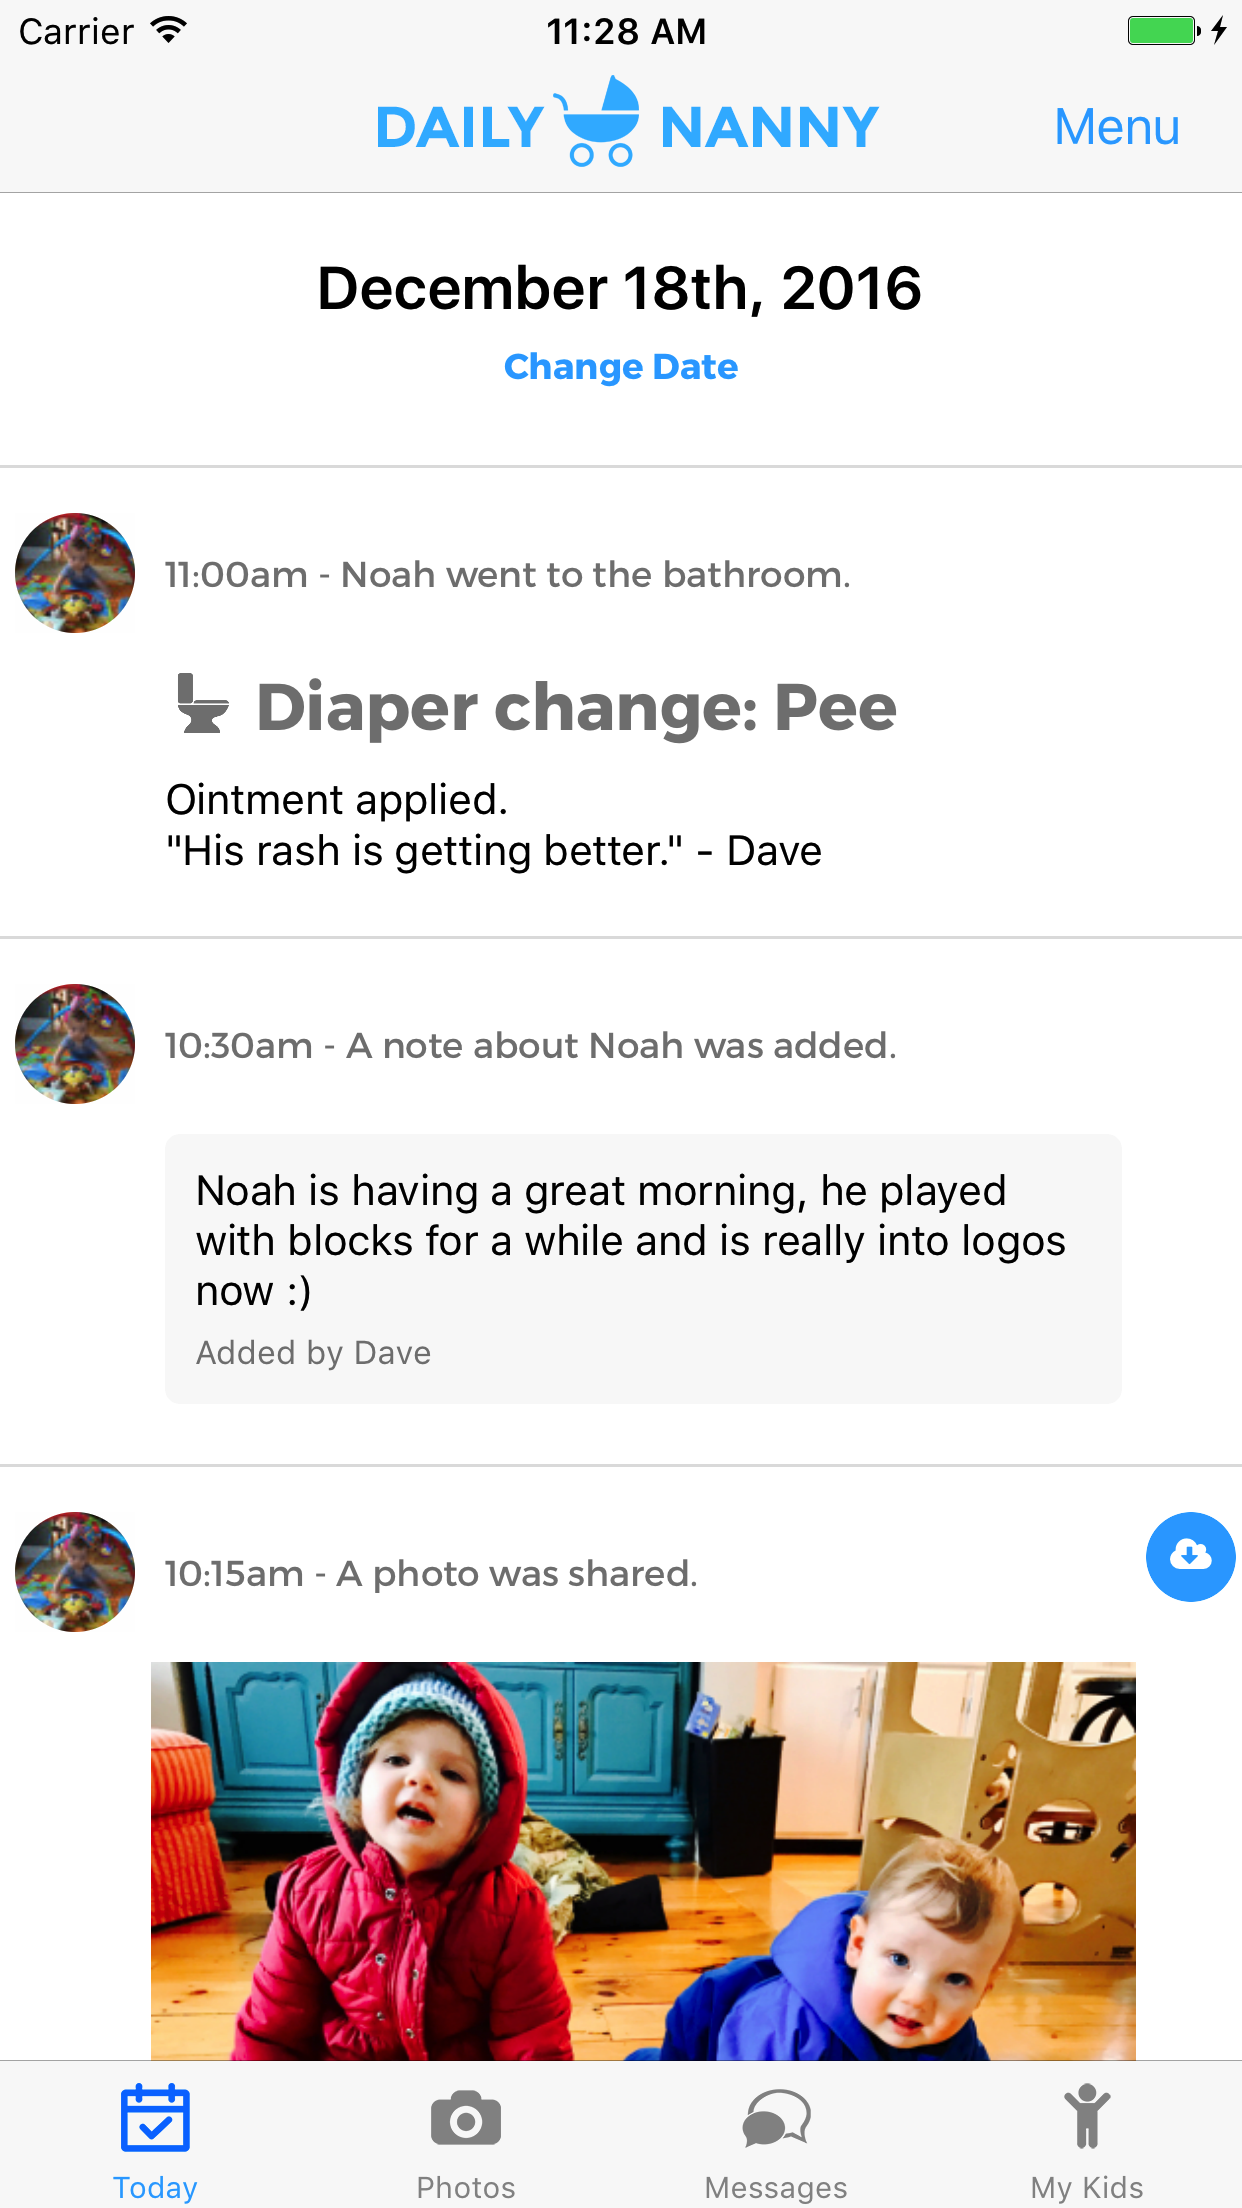 Carrier 11:28 AM
DAILY NANNY Menu
December 18th, 2016
Change Date
11:00am - Noah went to the bathroom.
Diaper change: Pee
Ointment applied.
"His rash is getting better." - Dave
10:30am - A note about Noah was added.
Noah is having a great morning, he played
with blocks for a while and is really into logos
now :)
Added by Dave
10:15am - A photo was shared.
Today Photos Messages My Kids